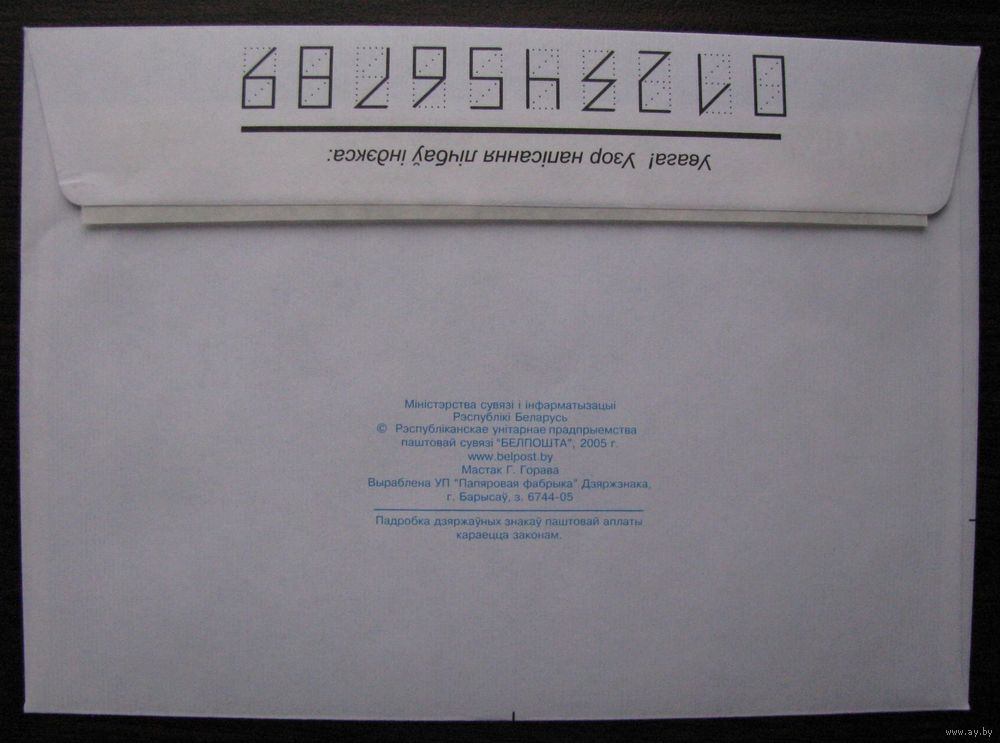 Увага! Узор напісання лічбаў індэкса:
0123456789
Міністэрства сувязі і інфарматызацыі
Рэспублікі Беларусь
© Рэспубліканскае унітарнае прадпрыемства
паштовай сувязі "БЕЛПОШТА", 2005 г.
www.belpost.by
Мастак Г. Горава
Выраблена УП "Папяровая фабрыка" Дзяржзнака,
г. Барысаў, з. 6744-05
Падробка дзяржаўных знакаў паштовай аплаты
караецца законам.
www.ay.by